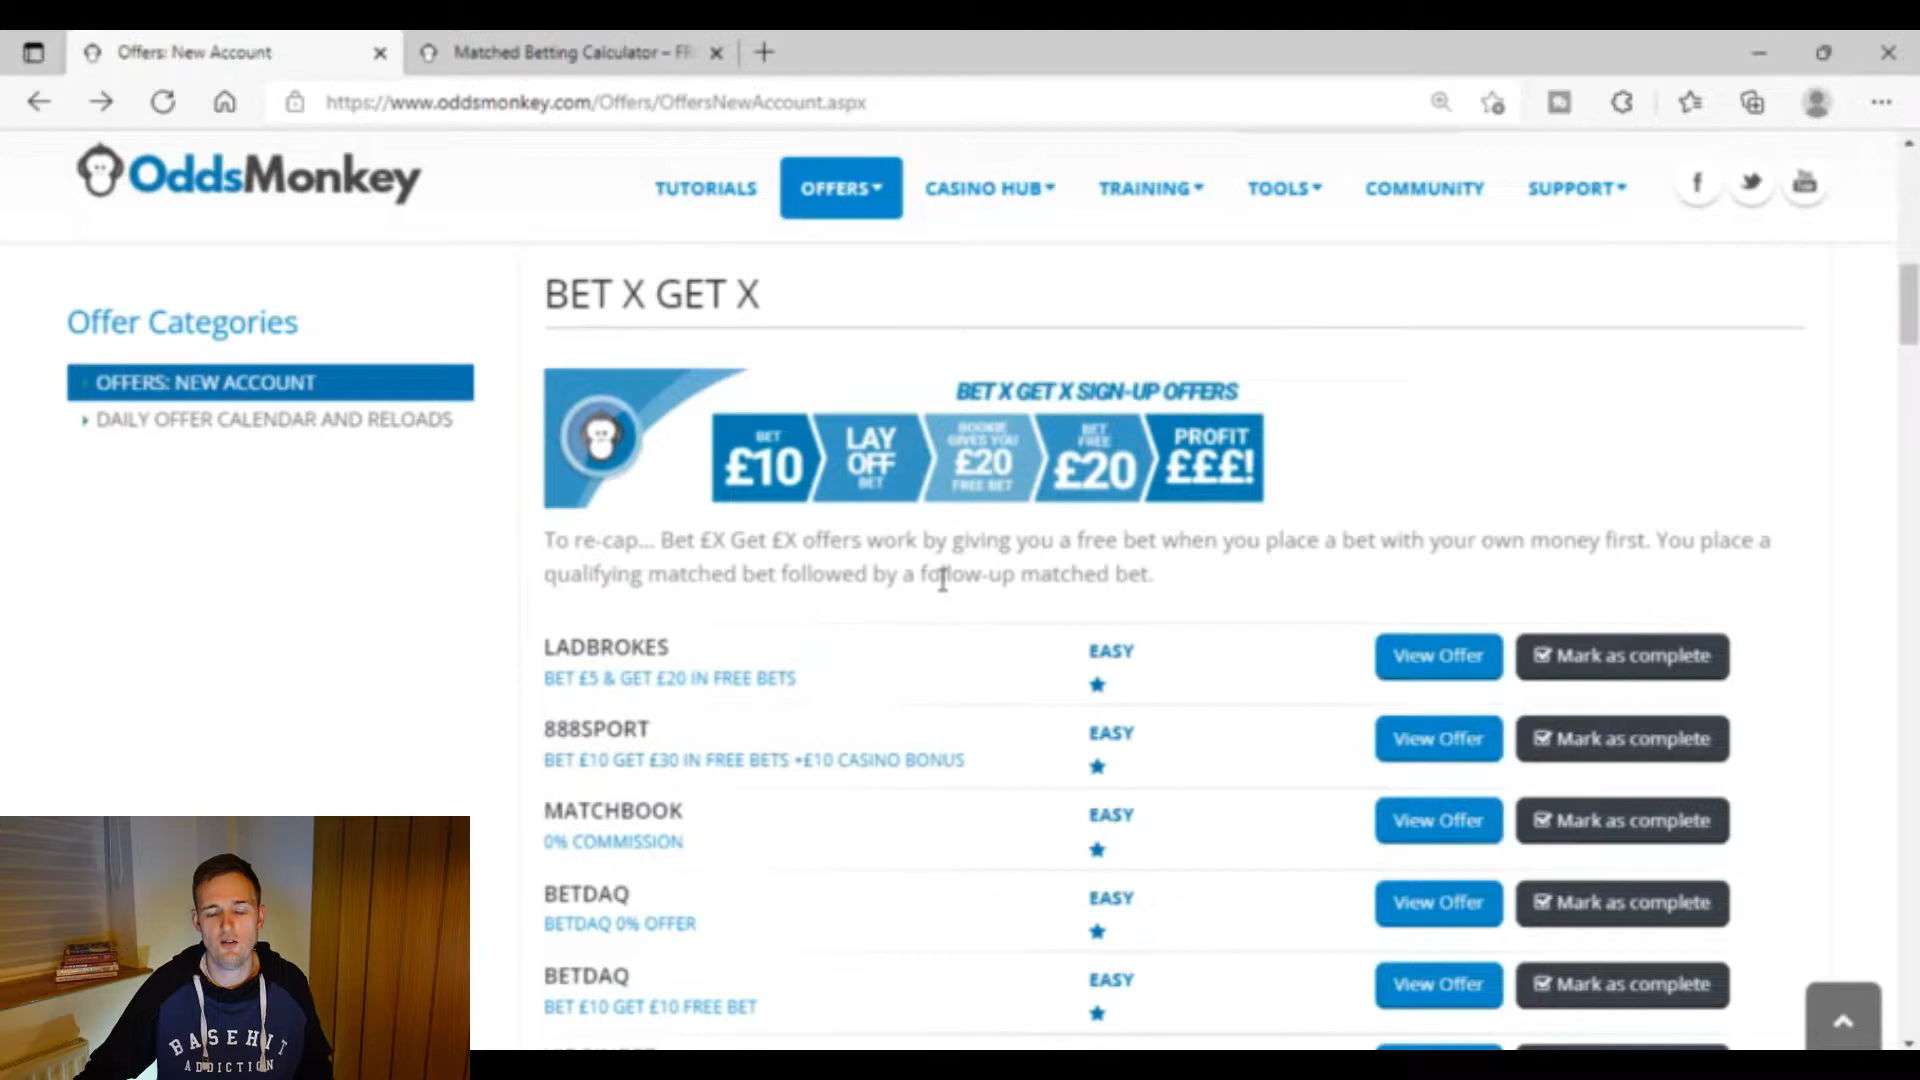 Offers: New Account
Matched Betting Calculator – FR
https://www.oddsmonkey.com/Offers/OffersNewAccount.aspx
OddsMonkey
TUTORIALS
OFFERS
CASINO HUB
TRAINING
TOOLS
COMMUNITY
SUPPORT
BET X GET X
Offer Categories
OFFERS: NEW ACCOUNT
DAILY OFFER CALENDAR AND RELOADS
BET X GET X SIGN-UP OFFERS
BET
£10
LAY
OFF
BET
BOOKIE
GIVES YOU
£20
FREE BET
BET
FREE
£20
PROFIT
£££!
To re-cap... Bet £X Get £X offers work by giving you a free bet when you place a bet with your own money first. You place a
qualifying matched bet followed by a follow-up matched bet.
LADBROKES
BET £5 & GET £20 IN FREE BETS
EASY
View Offer
Mark as complete
888SPORT
BET £10 GET £30 IN FREE BETS +£10 CASINO BONUS
EASY
View Offer
Mark as complete
MATCHBOOK
0% COMMISSION
EASY
View Offer
Mark as complete
BETDAQ
BETDAQ 0% OFFER
EASY
View Offer
Mark as complete
BETDAQ
BET £10 GET £10 FREE BET
EASY
View Offer
Mark as complete
BASEHIT
ADDICTION